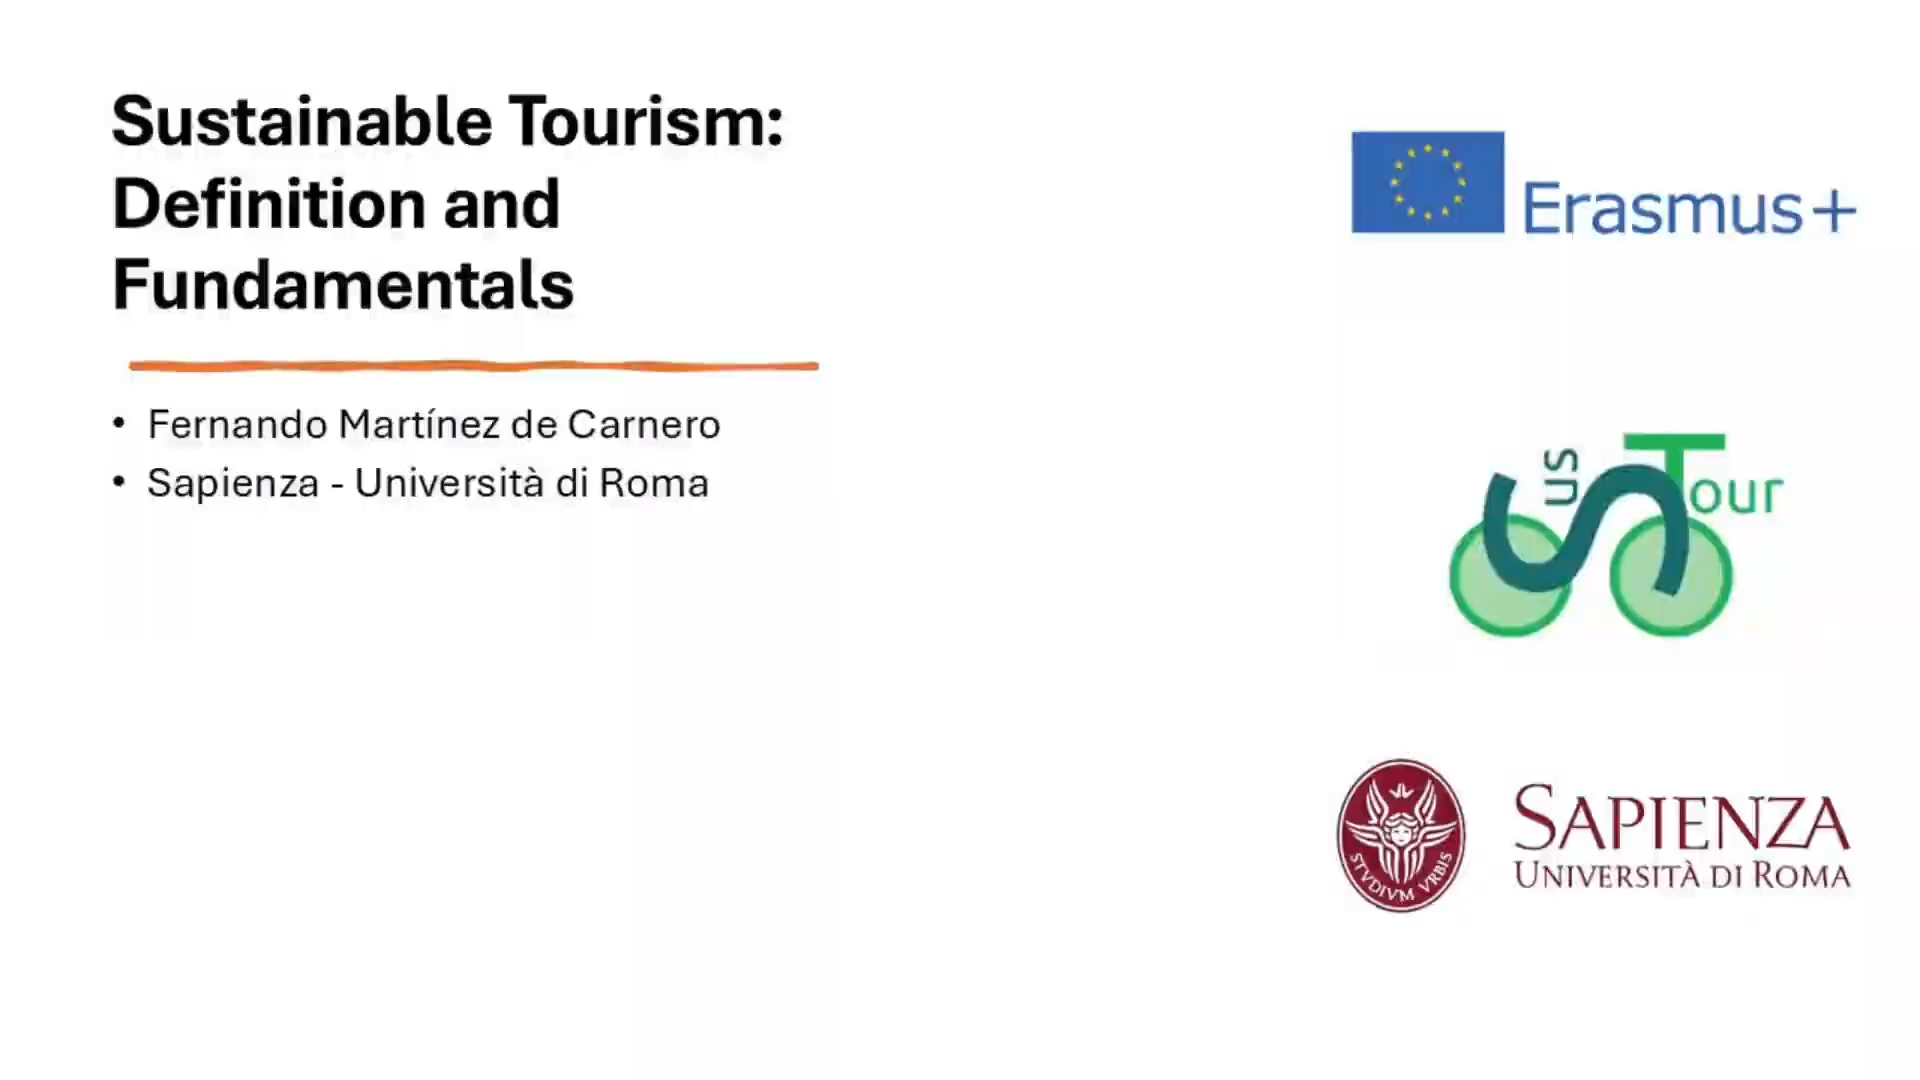 Sustainable Tourism:
Definition and
Fundamentals
• Fernando Martínez de Carnero
• Sapienza - Università di Roma
Erasmus+
Sus Tour
STVDIVM VRBIS
SAPIENZA
UNIVERSITÀ DI ROMA